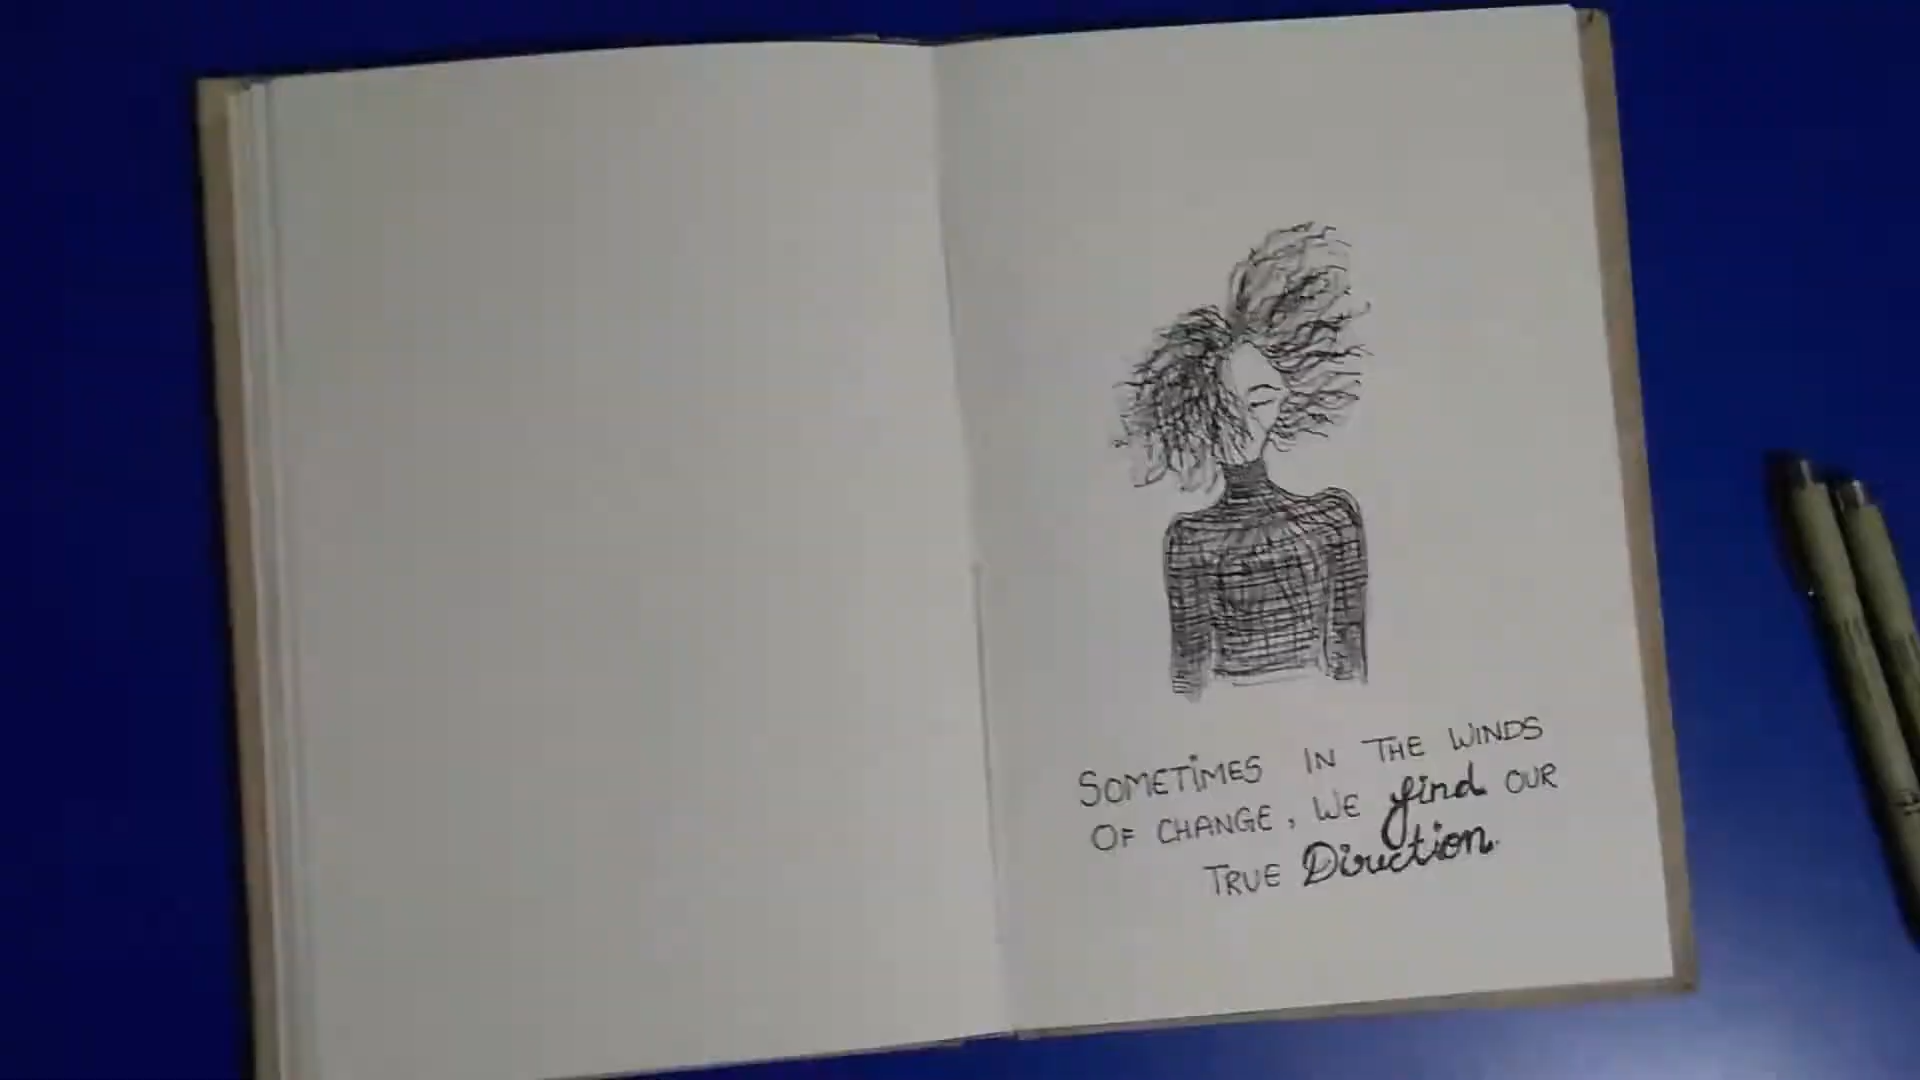 SOMETIMES IN THE WINDS
OF CHANGE, WE find OUR
TRUE Direction.